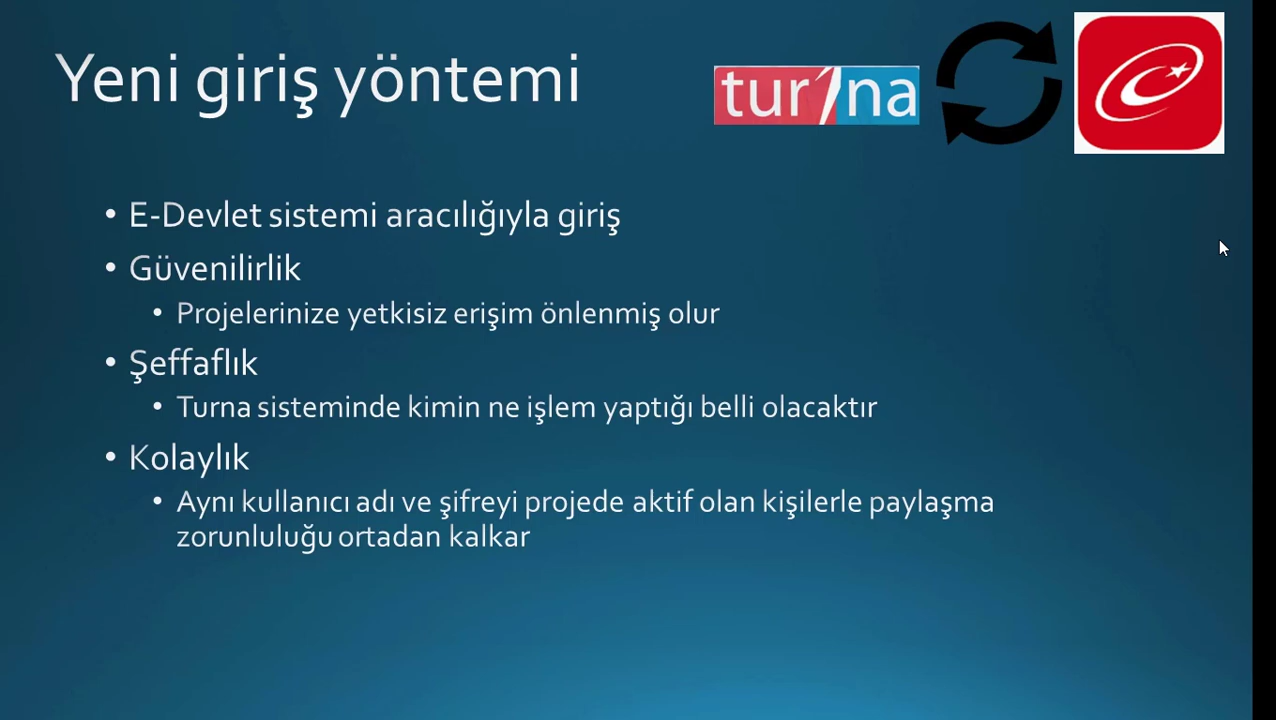 Yeni giriş yöntemi
turna
• E-Devlet sistemi aracılığıyla giriş
• Güvenilirlik
• Projelerinize yetkisiz erişim önlenmiş olur
• Şeffaflık
• Turna sisteminde kimin ne işlem yaptığı belli olacaktır
• Kolaylık
• Aynı kullanıcı adı ve şifreyi projede aktif olan kişilerle paylaşma
zorunluluğu ortadan kalkar